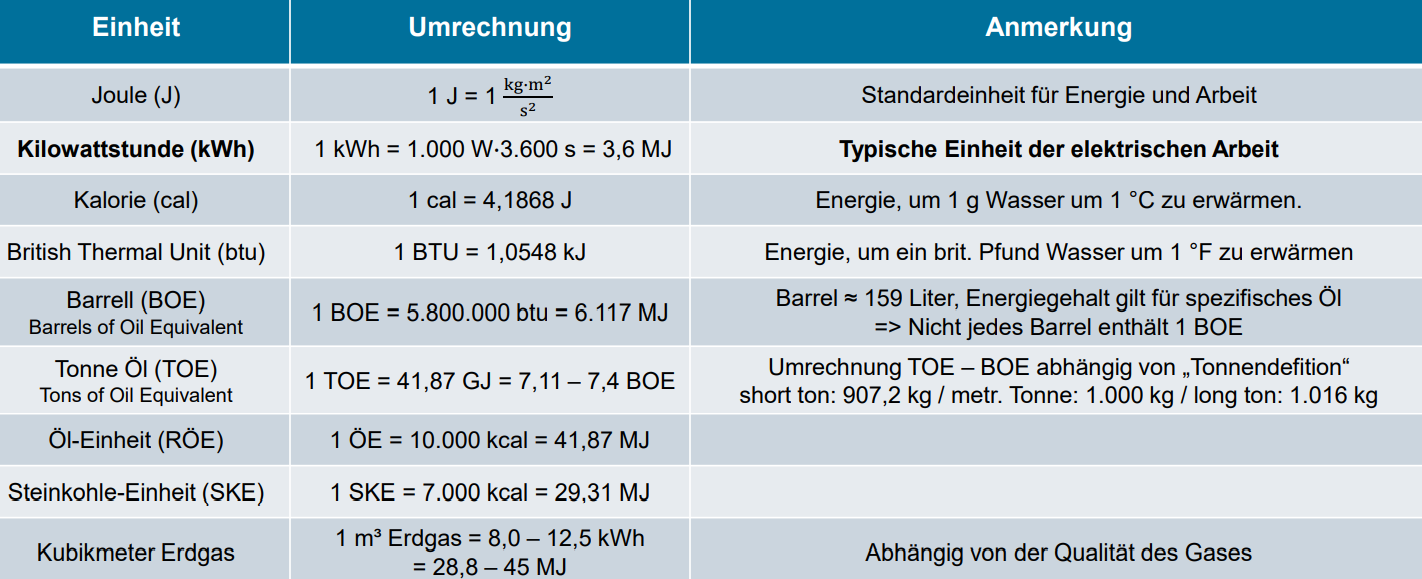 Einheit Umrechnung Anmerkung
Joule (J) 1 J = 1 kg·m²/s² Standardeinheit für Energie und Arbeit
Kilowattstunde (kWh) 1 kWh = 1.000 W·3.600 s = 3,6 MJ Typische Einheit der elektrischen Arbeit
Kalorie (cal) 1 cal = 4,1868 J Energie, um 1 g Wasser um 1 °C zu erwärmen.
British Thermal Unit (btu) 1 BTU = 1,0548 kJ Energie, um ein brit. Pfund Wasser um 1 °F zu erwärmen
Barrell (BOE)
Barrels of Oil Equivalent
1 BOE = 5.800.000 btu = 6.117 MJ
Barrel ≈ 159 Liter, Energiegehalt gilt für spezifisches Öl
=> Nicht jedes Barrel enthält 1 BOE
Tonne Öl (TOE)
Tons of Oil Equivalent
1 TOE = 41,87 GJ = 7,11 – 7,4 BOE
Umrechnung TOE – BOE abhängig von „Tonnendefition“
short ton: 907,2 kg / metr. Tonne: 1.000 kg / long ton: 1.016 kg
Öl-Einheit (RÖE) 1 ÖE = 10.000 kcal = 41,87 MJ
Steinkohle-Einheit (SKE) 1 SKE = 7.000 kcal = 29,31 MJ
Kubikmeter Erdgas
1 m³ Erdgas = 8,0 – 12,5 kWh
= 28,8 – 45 MJ
Abhängig von der Qualität des Gases